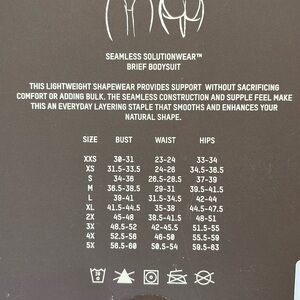 SEAMLESS SOLUTIONWEAR™
BRIEF BODYSUIT
THIS LIGHTWEIGHT SHAPEWEAR PROVIDES SUPPORT WITHOUT SACRIFICING
COMFORT OR ADDING BULK. THE SEAMLESS CONSTRUCTION AND SUPPLE FEEL MAKE
THIS AN EVERYDAY LAYERING STAPLE THAT SMOOTHS AND ENHANCES YOUR
NATURAL SHAPE.
SIZE BUST WAIST HIPS
XXS 30-31 23-24 33-34
XS 31.5-33.5 24-26 34.5-36.5
S 34-36 26.5-28.5 37-39
M 36.5-38.5 29-31 39.5-41.5
L 39-41 31.5-34.5 42-44
XL 41.5-44.5 35-38 44.5-47.5
2X 45-48 38.5-41.5 48-51
3X 48.5-52 42-45.5 51.5-55
4X 52.5-56 46-50 55.5-59
5X 56.5-60 50.5-54 59.5-63